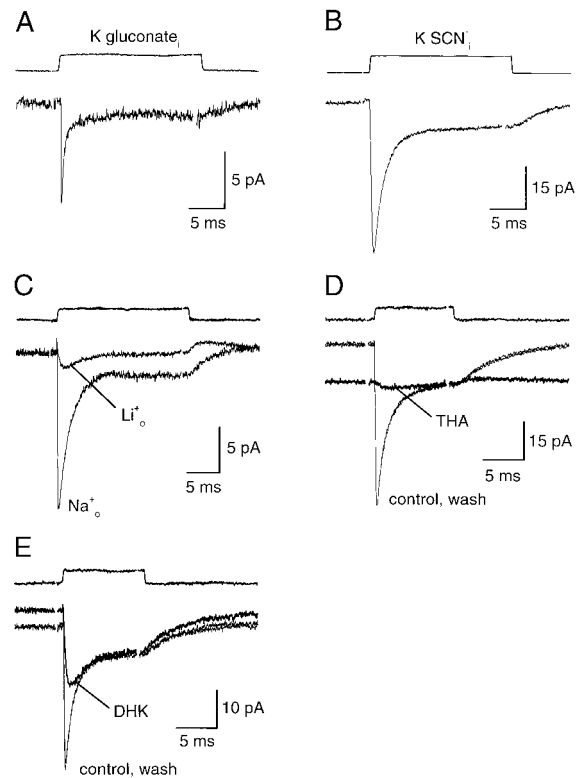 A
K gluconateᵢ
5 pA
5 ms
B
K SCN⁻ᵢ
15 pA
5 ms
C
Li⁺ₒ
5 pA
5 ms
Na⁺ₒ
D
THA
15 pA
5 ms
control, wash
E
DHK
10 pA
5 ms
control, wash